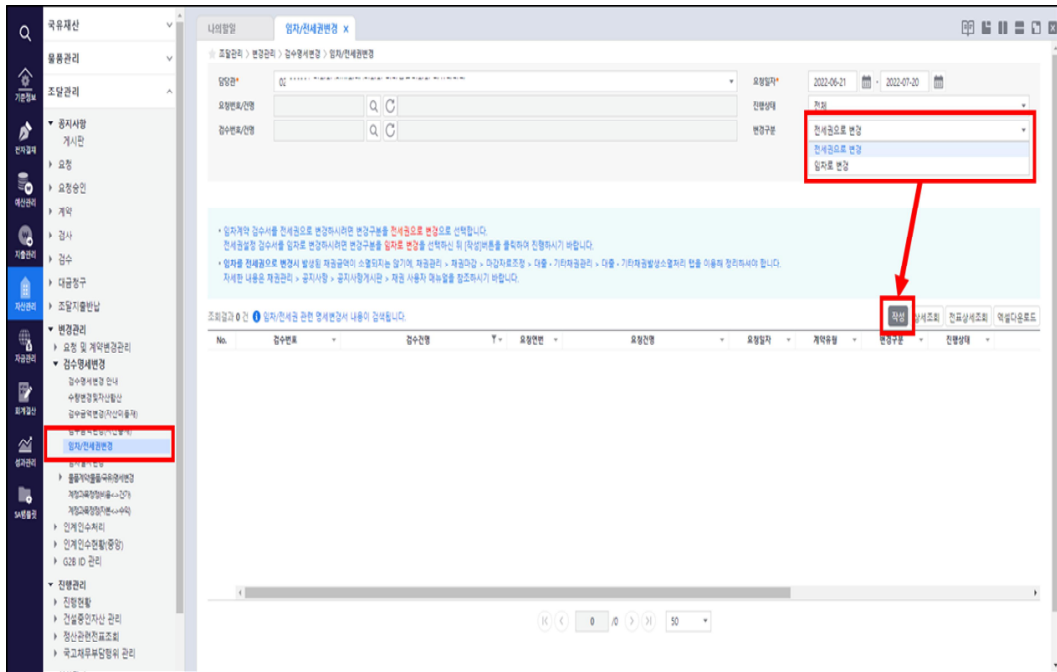 국유재산
물품관리
조달관리
기준정보
전자결재
예산관리
지출관리
자산관리
자금관리
회계결산
성과관리
공지사항
게시판
요청
요청승인
계약
검사
검수
대금청구
조달지출반납
변경관리
요청 및 계약변경관리
검수명세변경
검수명세변경 안내
수량변경및자산합산
검수금액변경(자산미등재)
임차/전세권변경
계정과목정정(비용<->건가)
계정과목정정(자본<->수익)
인계인수처리
인계인수현황(중앙)
G2B ID 관리
진행관리
진행현황
건설중인자산 관리
정산관련전표조회
국고채무부담행위 관리
나의할일 임차/전세권변경 x
조달관리 > 변경관리 > 검수명세변경 > 임차/전세권변경
담당관* 요청일자* 2022-06-21 - 2022-07-20
요청번호/건명 진행상태 전체
검수번호/건명 변경구분 전세권으로 변경
전세권으로 변경
임차로 변경
• 임차계약 검수서를 전세권으로 변경하시려면 변경구분을 전세권으로 변경으로 선택합니다.
전세권설정 검수서를 임차로 변경하시려면 변경구분을 임차로 변경을 선택하신 뒤 [작성]버튼을 클릭하여 진행하시기 바랍니다.
• 임차를 전세권으로 변경시 발생된 채권금액이 소멸되지는 않기에, 채권관리 > 채권마감 > 마감자료조정 > 대출·기타채권관리 > 대출·기타채권발생소멸처리 탭을 이용해 정리하셔야 합니다.
자세한 내용은 채권관리 > 공지사항 > 공지사항게시판 > 채권 사용자 매뉴얼을 참조하시기 바랍니다.
조회결과 0 건 임차/전세권 관련 명세변경서 내용이 검색됩니다. 작성 상세조회 전표상세조회 엑셀다운로드
No. 검수번호 검수건명 요청연번 요청건명 요청일자 계약유형 변경구분 진행상태
0 /0 50